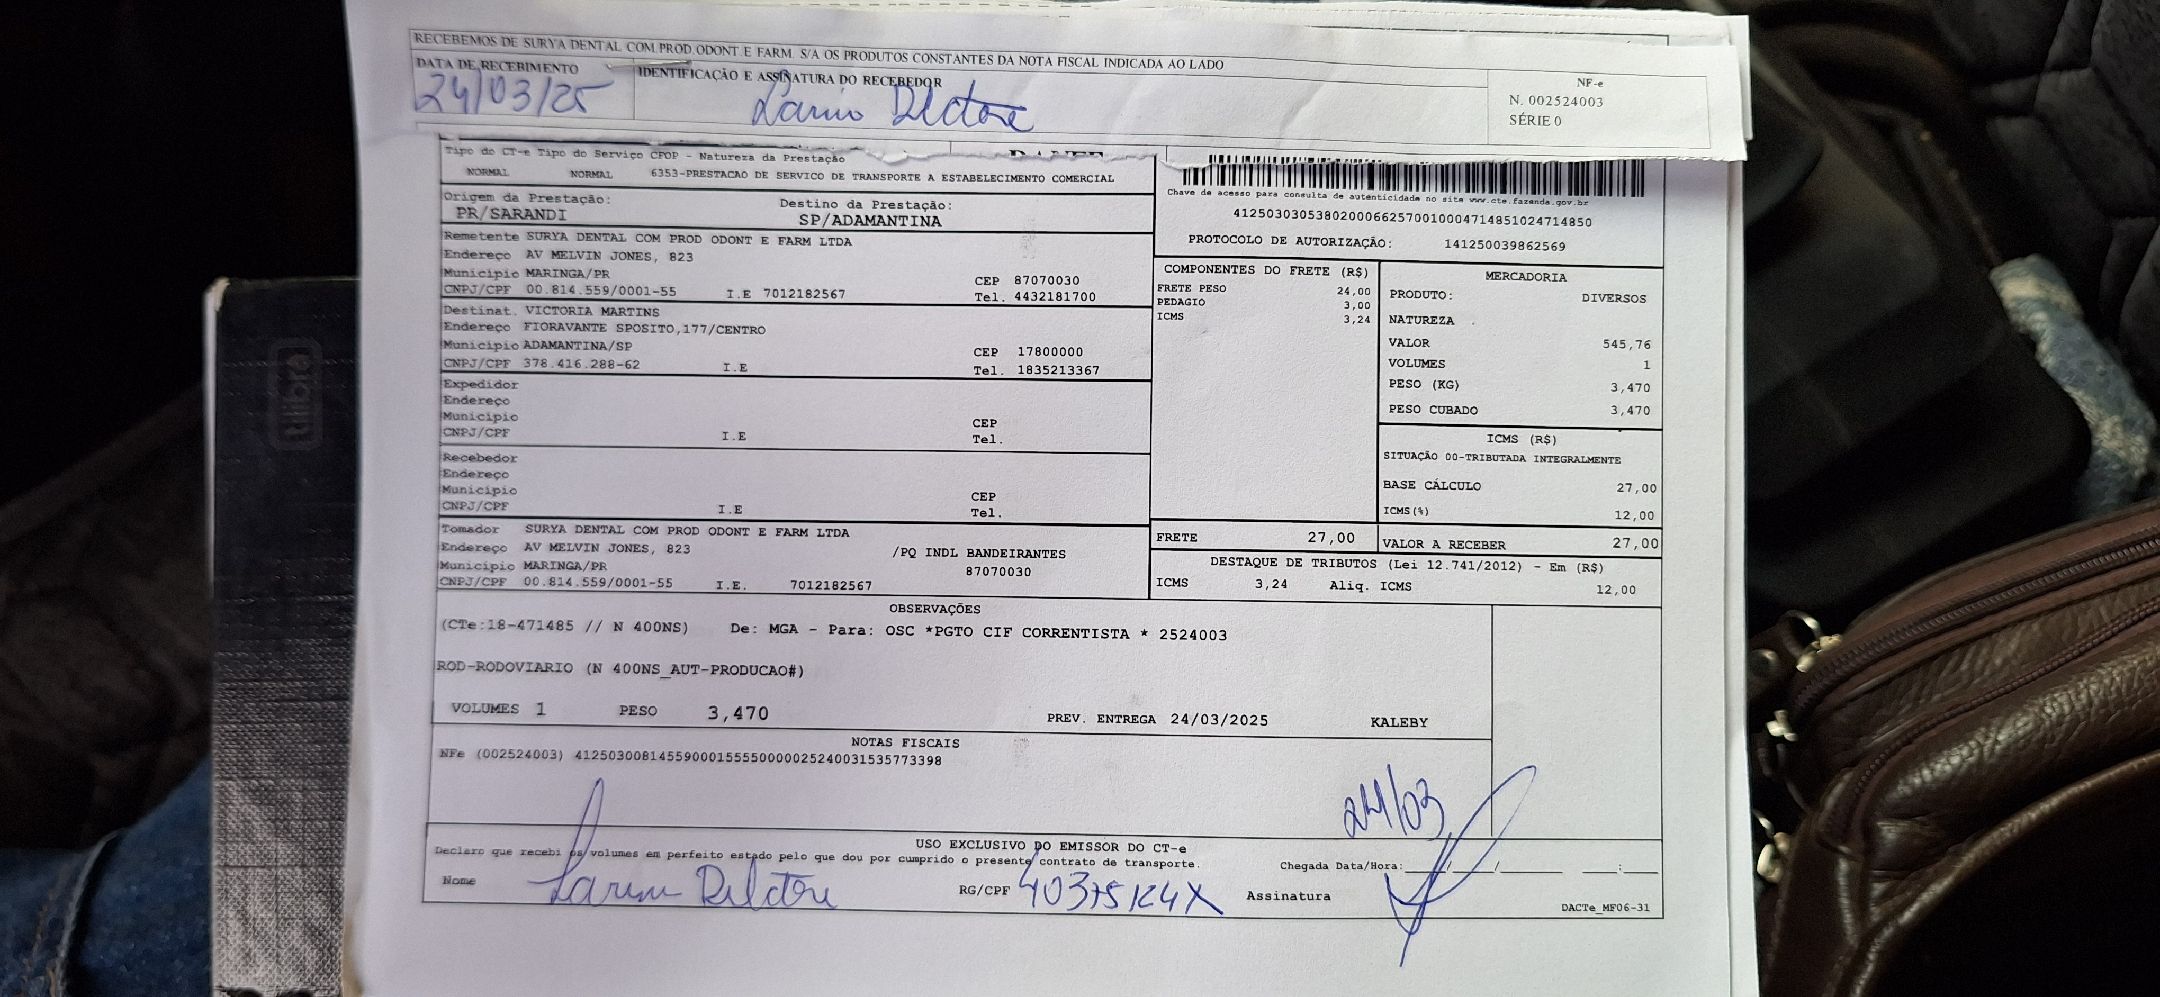 RECEBEMOS DE SURYA DENTAL COM PROD.ODONT E FARM. S/A OS PRODUTOS CONSTANTES DA NOTA FISCAL INDICADA AO LADO
DATA DE RECEBIMENTO IDENTIFICAÇÃO E ASSINATURA DO RECEBEDOR
24/03/25
NF-e
N. 002524003
SÉRIE 0
Tipo do CT-e Tipo do Serviço CFOP - Natureza da Prestação
NORMAL NORMAL 6353-PRESTACAO DE SERVICO DE TRANSPORTE A ESTABELECIMENTO COMERCIAL
Origem da Prestação: Destino da Prestação:
PR/SARANDI SP/ADAMANTINA
Chave de acesso para consulta de autenticidade no site www.cte.fazenda.gov.br
41250303053802000662570010004714851024714850
PROTOCOLO DE AUTORIZAÇÃO: 141250039862569
Remetente SURYA DENTAL COM PROD ODONT E FARM LTDA
Endereço AV MELVIN JONES, 823
Municipio MARINGA/PR CEP 87070030
CNPJ/CPF 00.814.559/0001-55 I.E 7012182567 Tel. 4432181700
Destinat. VICTORIA MARTINS
Endereço FIORAVANTE SPOSITO,177/CENTRO
Municipio ADAMANTINA/SP CEP 17800000
CNPJ/CPF 378.416.288-62 I.E Tel. 1835213367
Expedidor
Endereço
Municipio CEP
CNPJ/CPF I.E Tel.
Recebedor
Endereço
Municipio CEP
CNPJ/CPF I.E Tel.
Tomador SURYA DENTAL COM PROD ODONT E FARM LTDA
Endereço AV MELVIN JONES, 823 /PQ INDL BANDEIRANTES
Municipio MARINGA/PR 87070030
CNPJ/CPF 00.814.559/0001-55 I.E. 7012182567
COMPONENTES DO FRETE (R$)
FRETE PESO 24,00
PEDAGIO 3,00
ICMS 3,24
MERCADORIA
PRODUTO: DIVERSOS
NATUREZA
VALOR 545,76
VOLUMES 1
PESO (KG) 3,470
PESO CUBADO 3,470
ICMS (R$)
SITUAÇÃO 00-TRIBUTADA INTEGRALMENTE
BASE CÁLCULO 27,00
ICMS(%) 12,00
FRETE 27,00 VALOR A RECEBER 27,00
DESTAQUE DE TRIBUTOS (Lei 12.741/2012) - Em (R$)
ICMS 3,24 Aliq. ICMS 12,00
OBSERVAÇÕES
(CTe:18-471485 // N 400NS) De: MGA - Para: OSC *PGTO CIF CORRENTISTA * 2524003
ROD-RODOVIARIO (N 400NS_AUT-PRODUCAO#)
VOLUMES 1 PESO 3,470 PREV. ENTREGA 24/03/2025 KALEBY
NOTAS FISCAIS
NFe (002524003) 41250300814559000155550000025240031535773398
24/03
USO EXCLUSIVO DO EMISSOR DO CT-e
Declaro que recebi os volumes em perfeito estado pelo que dou por cumprido o presente contrato de transporte. Chegada Data/Hora: ____/____/____ ____:____
Nome RG/CPF Assinatura
DACTe_MF06-31
tilibra